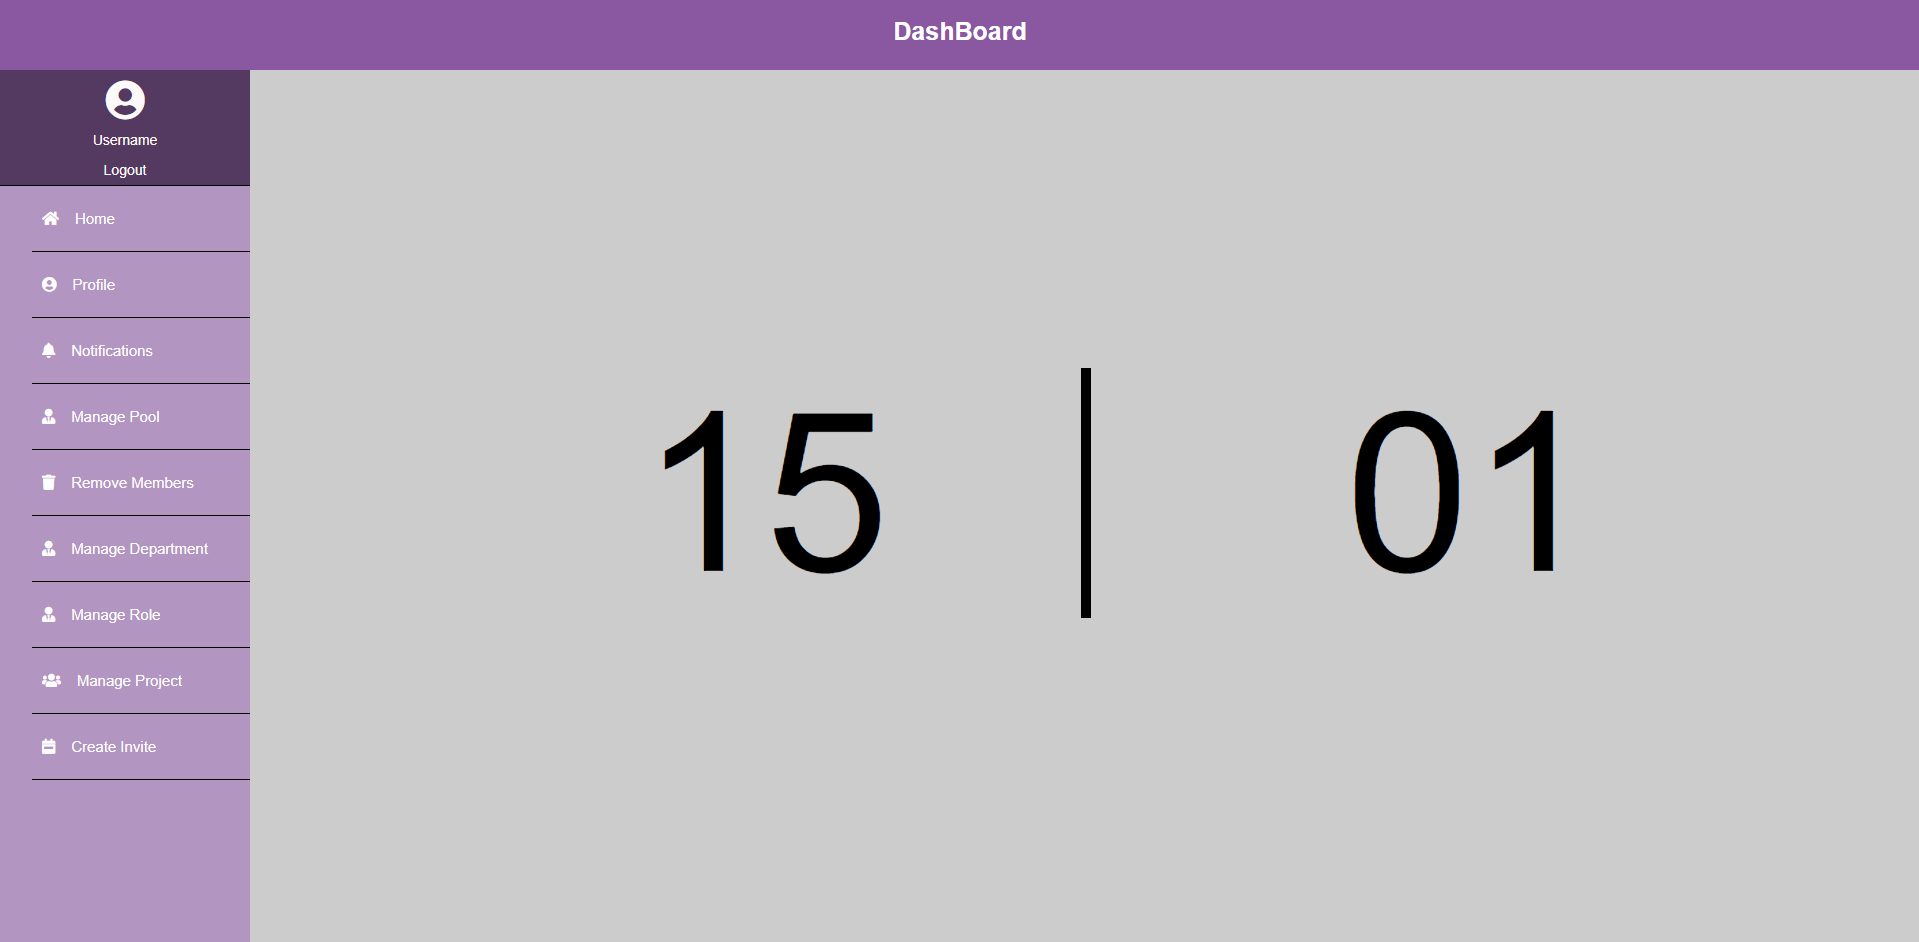 DashBoard
Username
Logout
Home
Profile
Notifications
Manage Pool
Remove Members
Manage Department
Manage Role
Manage Project
Create Invite
15 01